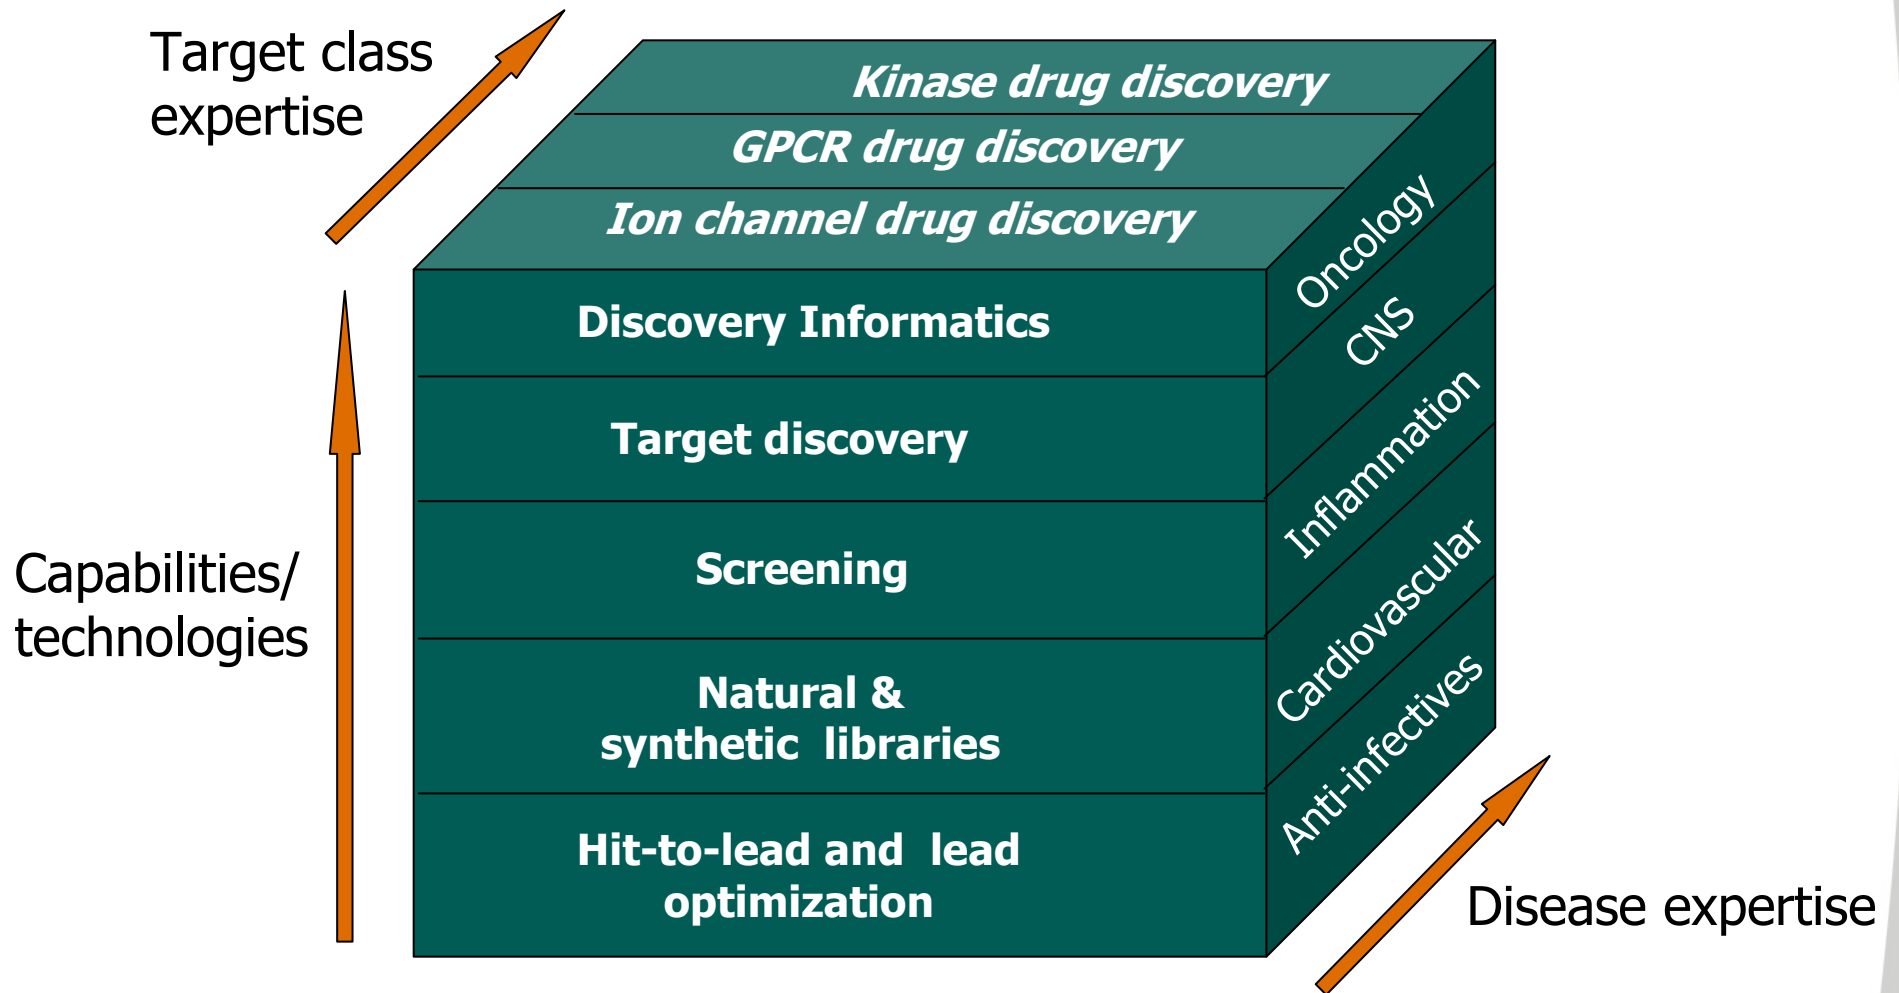 Target class
expertise
Kinase drug discovery
GPCR drug discovery
Ion channel drug discovery
Discovery Informatics
Target discovery
Screening
Natural &
synthetic libraries
Hit-to-lead and lead
optimization
Oncology
CNS
Inflammation
Cardiovascular
Anti-infectives
Capabilities/
technologies
Disease expertise